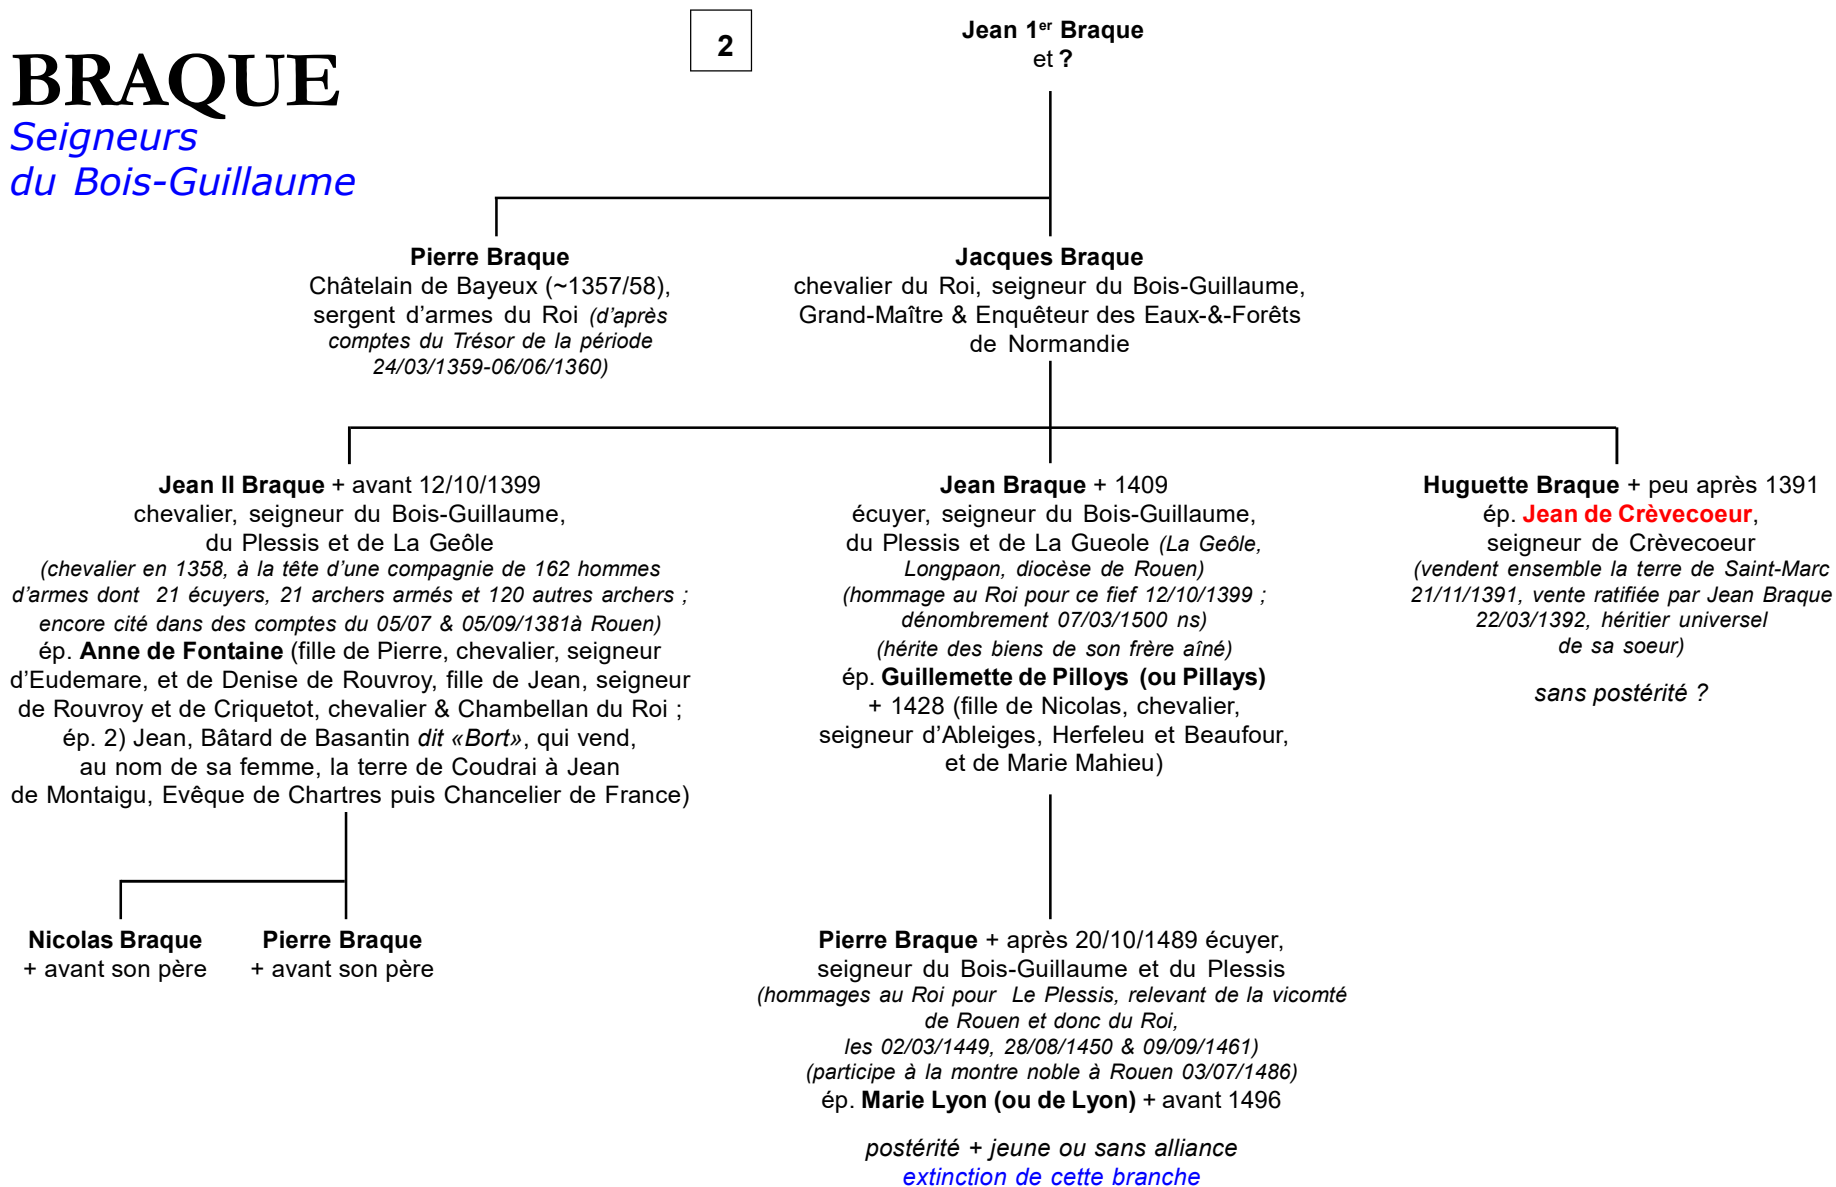 BRAQUE
Seigneurs
du Bois-Guillaume
2
Jean 1er Braque
et ?
Pierre Braque
Châtelain de Bayeux (~1357/58),
sergent d’armes du Roi (d’après
comptes du Trésor de la période
24/03/1359-06/06/1360)
Jacques Braque
chevalier du Roi, seigneur du Bois-Guillaume,
Grand-Maître & Enquêteur des Eaux-&-Forêts
de Normandie
Jean II Braque + avant 12/10/1399
chevalier, seigneur du Bois-Guillaume,
du Plessis et de La Geôle
(chevalier en 1358, à la tête d’une compagnie de 162 hommes
d’armes dont 21 écuyers, 21 archers armés et 120 autres archers ;
encore cité dans des comptes du 05/07 & 05/09/1381à Rouen)
ép. Anne de Fontaine (fille de Pierre, chevalier, seigneur
d’Eudemare, et de Denise de Rouvroy, fille de Jean, seigneur
de Rouvroy et de Criquetot, chevalier & Chambellan du Roi ;
ép. 2) Jean, Bâtard de Basantin dit «Bort», qui vend,
au nom de sa femme, la terre de Coudrai à Jean
de Montaigu, Evêque de Chartres puis Chancelier de France)
Jean Braque + 1409
écuyer, seigneur du Bois-Guillaume,
du Plessis et de La Gueole (La Geôle,
Longpaon, diocèse de Rouen)
(hommage au Roi pour ce fief 12/10/1399 ;
dénombrement 07/03/1500 ns)
(hérite des biens de son frère aîné)
ép. Guillemette de Pilloys (ou Pillays)
+ 1428 (fille de Nicolas, chevalier,
seigneur d’Ableiges, Herfeleu et Beaufour,
et de Marie Mahieu)
Huguette Braque + peu après 1391
ép. Jean de Crèvecoeur,
seigneur de Crèvecoeur
(vendent ensemble la terre de Saint-Marc
21/11/1391, vente ratifiée par Jean Braque
22/03/1392, héritier universel
de sa soeur)
sans postérité ?
Nicolas Braque
+ avant son père
Pierre Braque
+ avant son père
Pierre Braque + après 20/10/1489 écuyer,
seigneur du Bois-Guillaume et du Plessis
(hommages au Roi pour Le Plessis, relevant de la vicomté
de Rouen et donc du Roi,
les 02/03/1449, 28/08/1450 & 09/09/1461)
(participe à la montre noble à Rouen 03/07/1486)
ép. Marie Lyon (ou de Lyon) + avant 1496
postérité + jeune ou sans alliance
extinction de cette branche